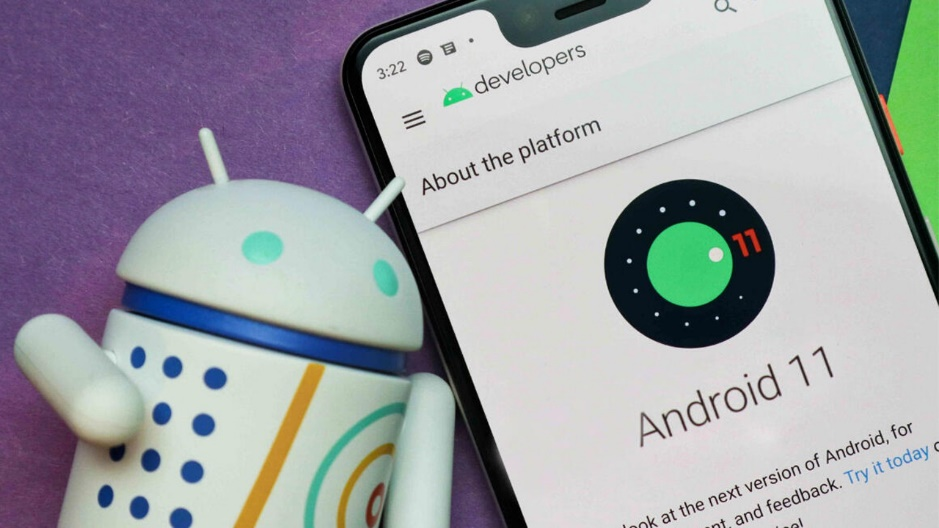 3:22
developers
About the platform
11
Android 11
look at the next version of Android, for
and feedback. Try it today